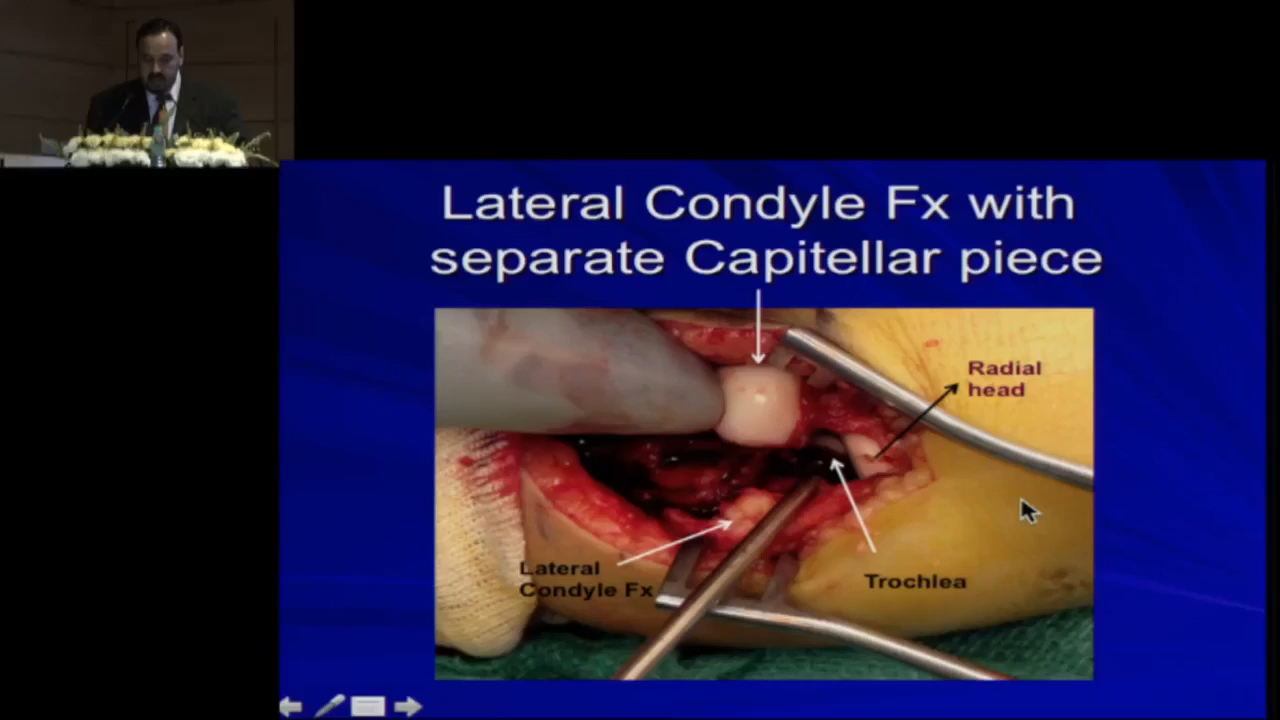 Lateral Condyle Fx with
separate Capitellar piece
Radial
head
Lateral
Condyle Fx
Trochlea